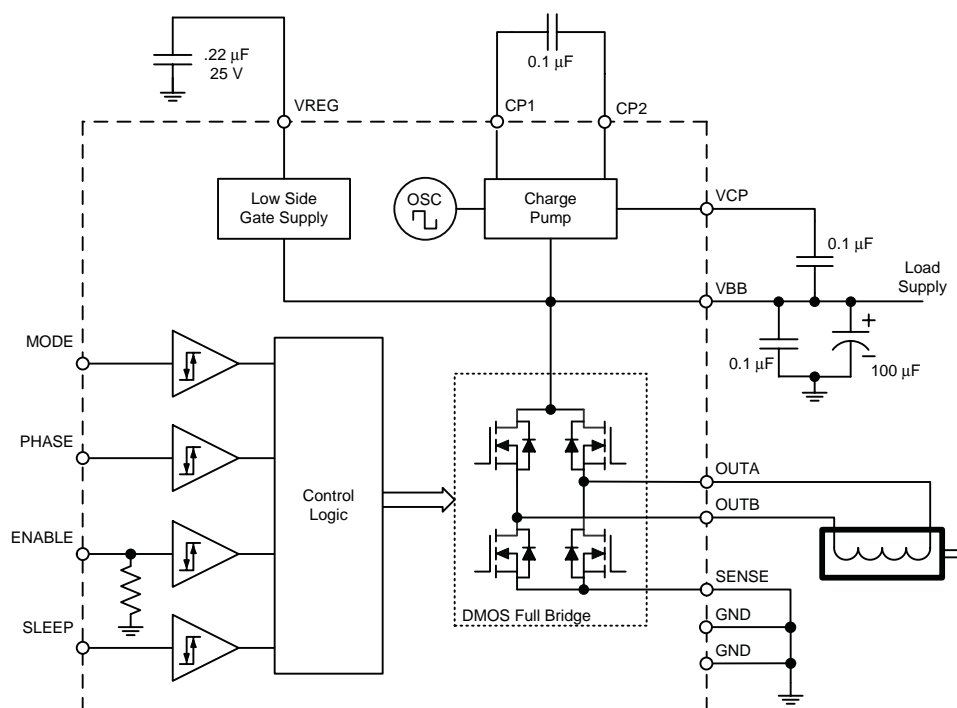 .22 μF
25 V
0.1 μF
VREG
CP1
CP2
Low Side
Gate Supply
OSC
Charge
Pump
VCP
0.1 μF
Load
Supply
VBB
MODE
0.1 μF
+
–
100 μF
PHASE
Control
Logic
OUTA
OUTB
ENABLE
SENSE
DMOS Full Bridge
GND
SLEEP
GND